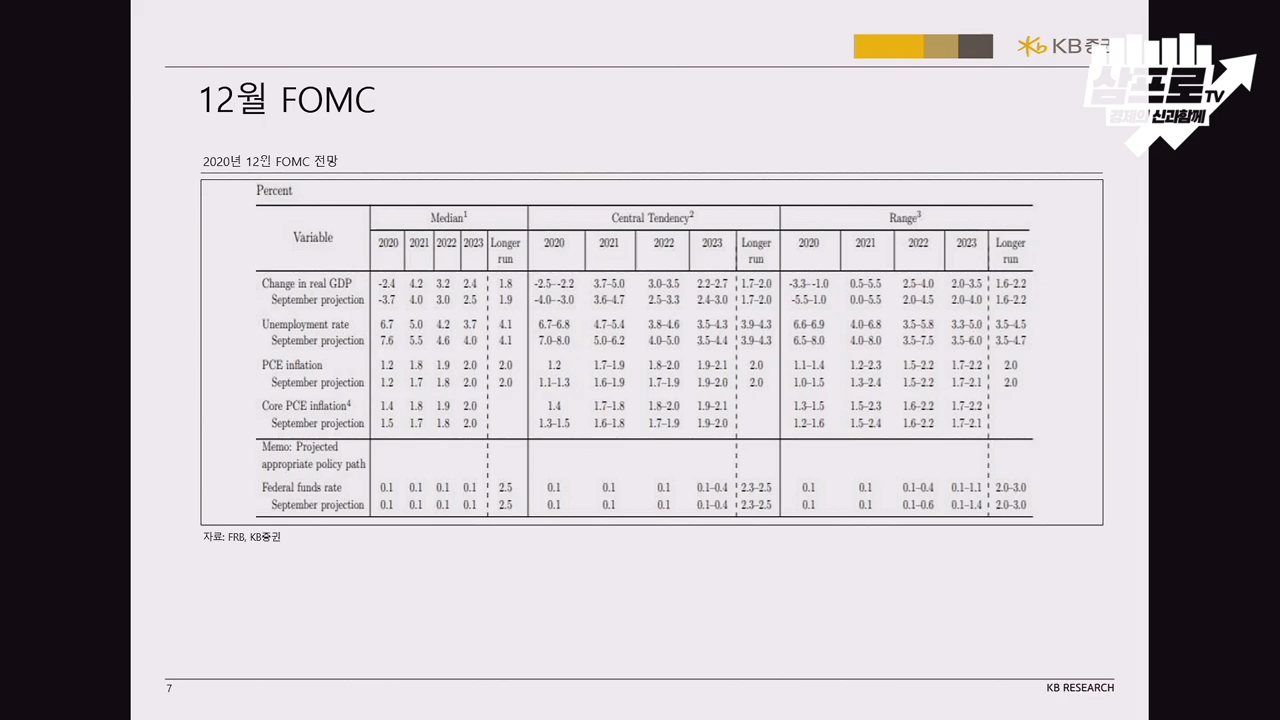 KB증권
삼프로TV
경제의 신과함께
12월 FOMC
2020년 12월 FOMC 전망
Percent
Variable Median1 Central Tendency2 Range3
2020 2021 2022 2023 Longer run 2020 2021 2022 2023 Longer run 2020 2021 2022 2023 Longer run
Change in real GDP -2.4 4.2 3.2 2.4 1.8 -2.5--2.2 3.7–5.0 3.0–3.5 2.2–2.7 1.7–2.0 -3.3--1.0 0.5–5.5 2.5–4.0 2.0–3.5 1.6–2.2
September projection -3.7 4.0 3.0 2.5 1.9 -4.0--3.0 3.6–4.7 2.5–3.3 2.4–3.0 1.7–2.0 -5.5–1.0 0.0–5.5 2.0–4.5 2.0–4.0 1.6–2.2
Unemployment rate 6.7 5.0 4.2 3.7 4.1 6.7–6.8 4.7–5.4 3.8–4.6 3.5–4.3 3.9–4.3 6.6–6.9 4.0–6.8 3.5–5.8 3.3–5.0 3.5–4.5
September projection 7.6 5.5 4.6 4.0 4.1 7.0–8.0 5.0–6.2 4.0–5.0 3.5–4.4 3.9–4.3 6.5–8.0 4.0–8.0 3.5–7.5 3.5–6.0 3.5–4.7
PCE inflation 1.2 1.8 1.9 2.0 2.0 1.2 1.7–1.9 1.8–2.0 1.9–2.1 2.0 1.1–1.4 1.2–2.3 1.5–2.2 1.7–2.2 2.0
September projection 1.2 1.7 1.8 2.0 2.0 1.1–1.3 1.6–1.9 1.7–1.9 1.9–2.0 2.0 1.0–1.5 1.3–2.4 1.5–2.2 1.7–2.1 2.0
Core PCE inflation4 1.4 1.8 1.9 2.0 1.4 1.7–1.8 1.8–2.0 1.9–2.1 1.3–1.5 1.5–2.3 1.6–2.2 1.7–2.2
September projection 1.5 1.7 1.8 2.0 1.3–1.5 1.6–1.8 1.7–1.9 1.9–2.0 1.2–1.6 1.5–2.4 1.6–2.2 1.7–2.1
Memo: Projected
appropriate policy path
Federal funds rate 0.1 0.1 0.1 0.1 2.5 0.1 0.1 0.1 0.1–0.4 2.3–2.5 0.1 0.1 0.1–0.4 0.1–1.1 2.0–3.0
September projection 0.1 0.1 0.1 0.1 2.5 0.1 0.1 0.1 0.1–0.4 2.3–2.5 0.1 0.1 0.1–0.6 0.1–1.4 2.0–3.0
자료: FRB, KB증권
7
KB RESEARCH